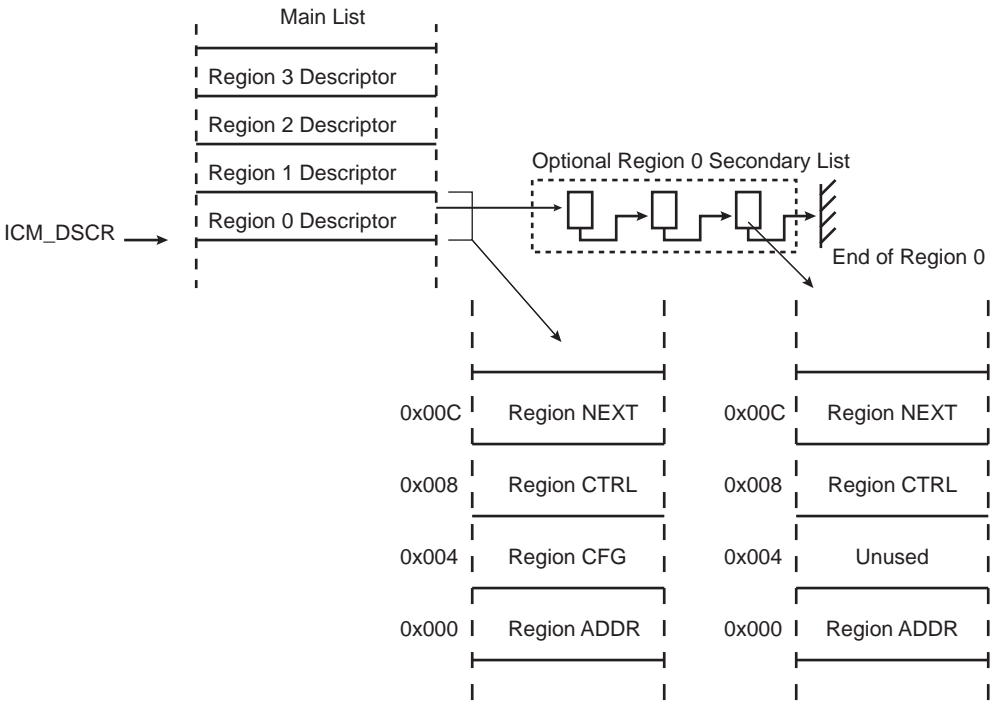 Main List
Region 3 Descriptor
Region 2 Descriptor
Region 1 Descriptor
Region 0 Descriptor
ICM_DSCR
Optional Region 0 Secondary List
End of Region 0
0x00C Region NEXT
0x008 Region CTRL
0x004 Region CFG
0x000 Region ADDR
0x00C Region NEXT
0x008 Region CTRL
0x004 Unused
0x000 Region ADDR